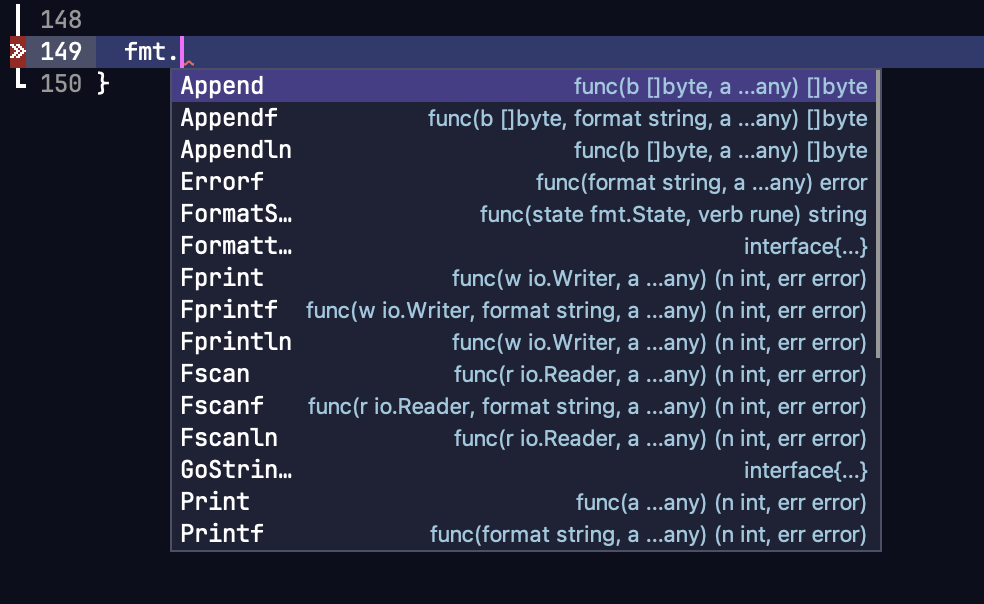 148
149 fmt.
150 }
Append func(b []byte, a ...any) []byte
Appendf func(b []byte, format string, a ...any) []byte
Appendln func(b []byte, a ...any) []byte
Errorf func(format string, a ...any) error
FormatS… func(state fmt.State, verb rune) string
Formatt… interface{...}
Fprint func(w io.Writer, a ...any) (n int, err error)
Fprintf func(w io.Writer, format string, a ...any) (n int, err error)
Fprintln func(w io.Writer, a ...any) (n int, err error)
Fscan func(r io.Reader, a ...any) (n int, err error)
Fscanf func(r io.Reader, format string, a ...any) (n int, err error)
Fscanln func(r io.Reader, a ...any) (n int, err error)
GoStrin… interface{...}
Print func(a ...any) (n int, err error)
Printf func(format string, a ...any) (n int, err error)